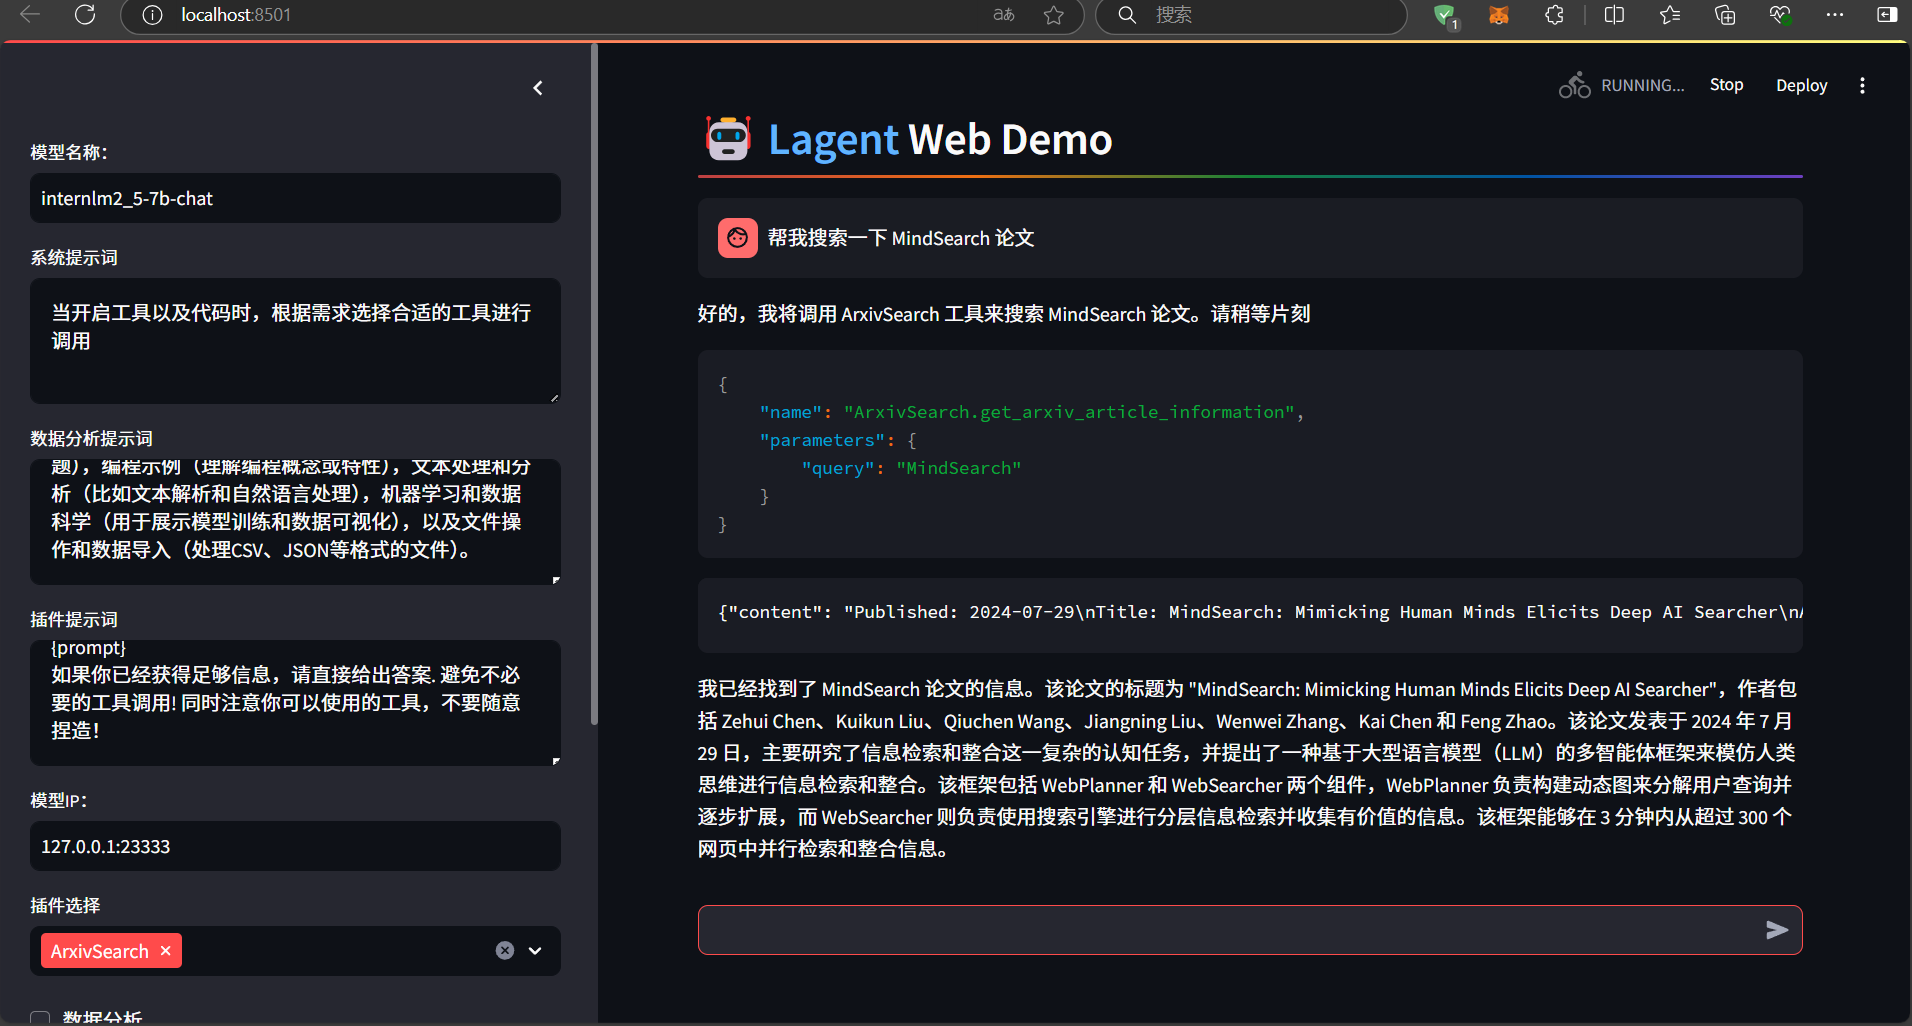 localhost:8501
aあ
搜索
1
RUNNING...
Stop
Deploy
模型名称：
internlm2_5-7b-chat
系统提示词
当开启工具以及代码时，根据需求选择合适的工具进行
调用
数据分析提示词
题），编程示例（理解编程概念或特性），文本处理和分
析（比如文本解析和自然语言处理），机器学习和数据
科学（用于展示模型训练和数据可视化），以及文件操
作和数据导入（处理CSV、JSON等格式的文件）。
插件提示词
{prompt}
如果你已经获得足够信息，请直接给出答案. 避免不必
要的工具调用! 同时注意你可以使用的工具，不要随意
捏造！
模型IP：
127.0.0.1:23333
插件选择
ArxivSearch
数据分析
Lagent Web Demo
帮我搜索一下 MindSearch 论文
好的，我将调用 ArxivSearch 工具来搜索 MindSearch 论文。请稍等片刻
{
"name": "ArxivSearch.get_arxiv_article_information",
"parameters": {
"query": "MindSearch"
}
}
{"content": "Published: 2024-07-29\nTitle: MindSearch: Mimicking Human Minds Elicits Deep AI Searcher\nA
我已经找到了 MindSearch 论文的信息。该论文的标题为 "MindSearch: Mimicking Human Minds Elicits Deep AI Searcher"，作者包
括 Zehui Chen、Kuikun Liu、Qiuchen Wang、Jiangning Liu、Wenwei Zhang、Kai Chen 和 Feng Zhao。该论文发表于 2024 年 7 月
29 日，主要研究了信息检索和整合这一复杂的认知任务，并提出了一种基于大型语言模型（LLM）的多智能体框架来模仿人类
思维进行信息检索和整合。该框架包括 WebPlanner 和 WebSearcher 两个组件，WebPlanner 负责构建动态图来分解用户查询并
逐步扩展，而 WebSearcher 则负责使用搜索引擎进行分层信息检索并收集有价值的信息。该框架能够在 3 分钟内从超过 300 个
网页中并行检索和整合信息。